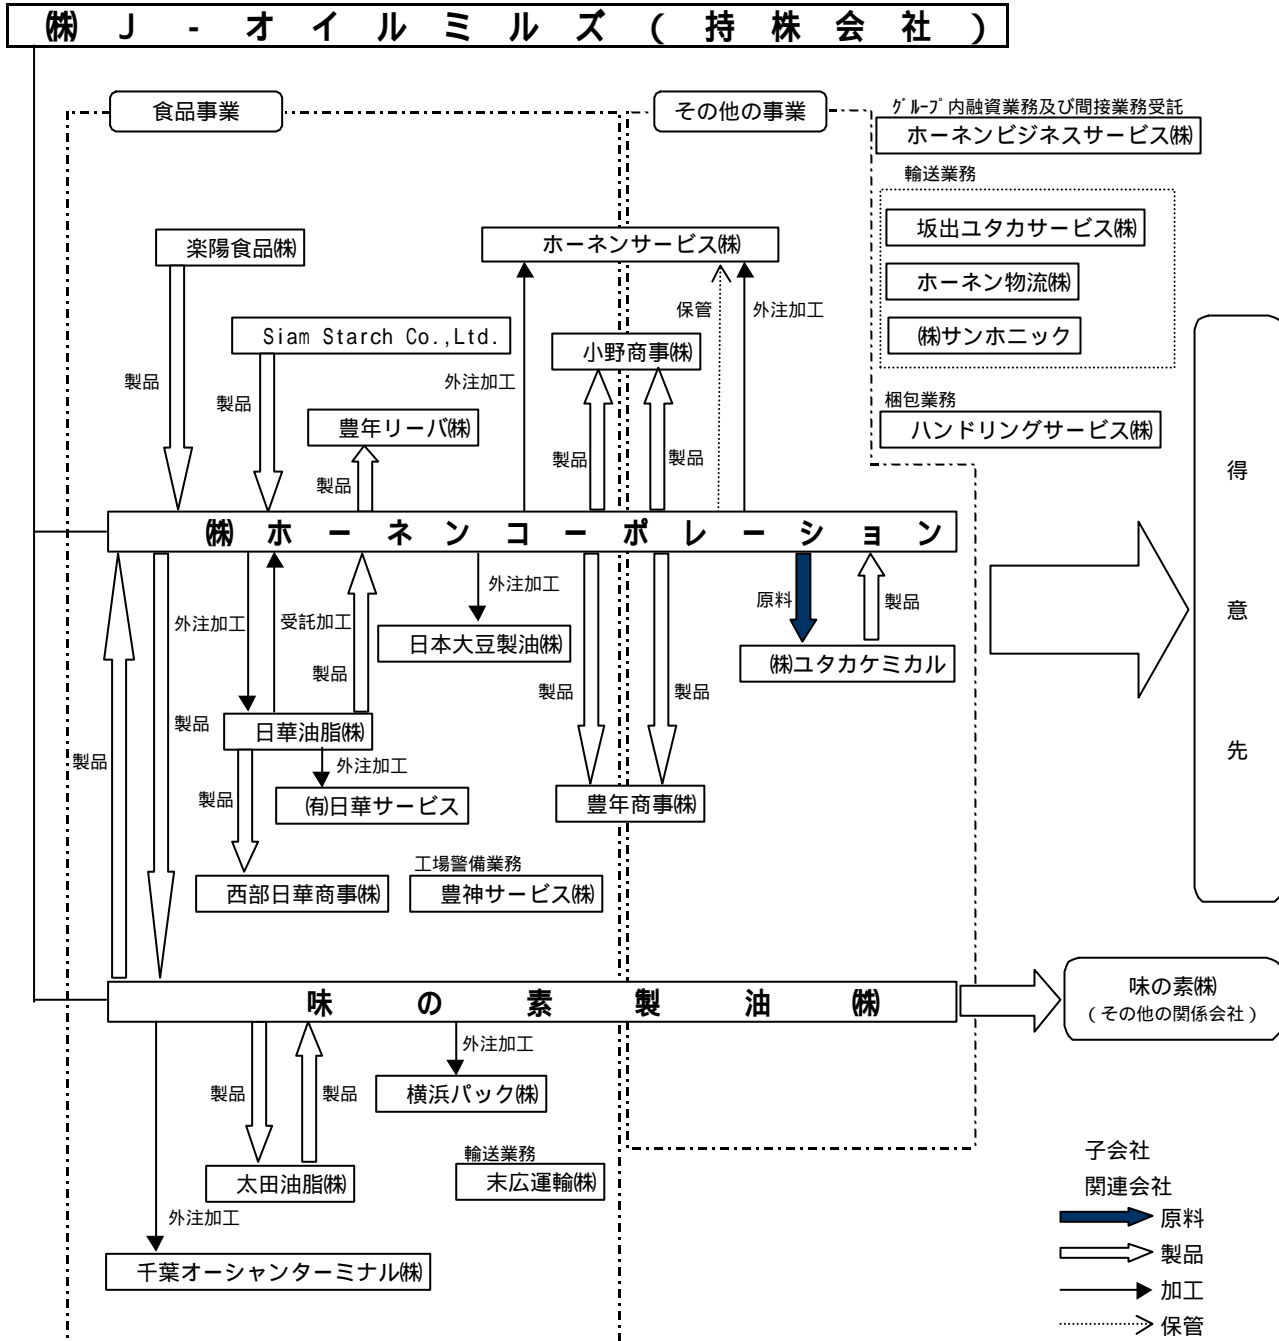 ㈱Ｊ-オイルミルズ(持株会社)
食品事業
その他の事業
ｸﾞﾙｰﾌﾟ内融資業務及び間接業務受託
ホーネンビジネスサービス㈱
輸送業務
坂出ユタカサービス㈱
ホーネン物流㈱
㈱サンホニック
梱包業務
ハンドリングサービス㈱
楽陽食品㈱
ホーネンサービス㈱
Siam Starch Co.,Ltd.
小野商事㈱
保管
外注加工
製品
製品
外注加工
豊年リーバ㈱
製品
製品
製品
㈱ホーネンコーポレーション
外注加工
受託加工
製品
外注加工
日本大豆製油㈱
製品
製品
原料
製品
㈱ユタカケミカル
製品
製品
日華油脂㈱
外注加工
製品
㈲日華サービス
豊年商事㈱
西部日華商事㈱
工場警備業務
豊神サービス㈱
得意先
味の素製油㈱
味の素㈱
(その他の関係会社)
製品
製品
外注加工
横浜パック㈱
太田油脂㈱
輸送業務
末広運輸㈱
外注加工
千葉オーシャンターミナル㈱
子会社
関連会社
原料
製品
加工
保管